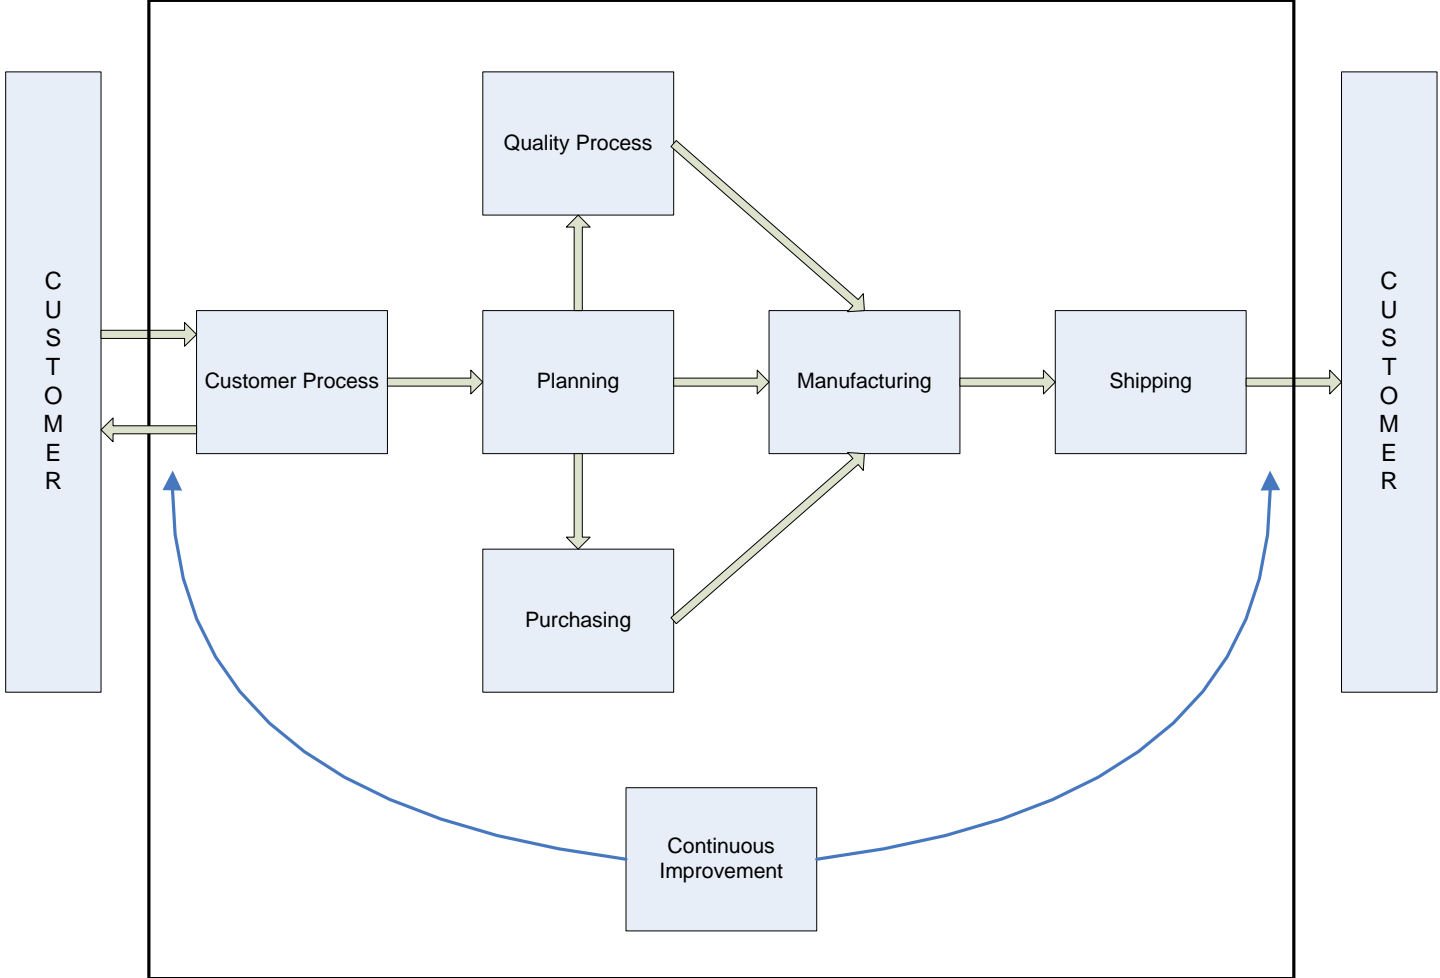 C
U
S
T
O
M
E
R
Quality Process
Customer Process
Planning
Manufacturing
Shipping
Purchasing
Continuous
Improvement
C
U
S
T
O
M
E
R